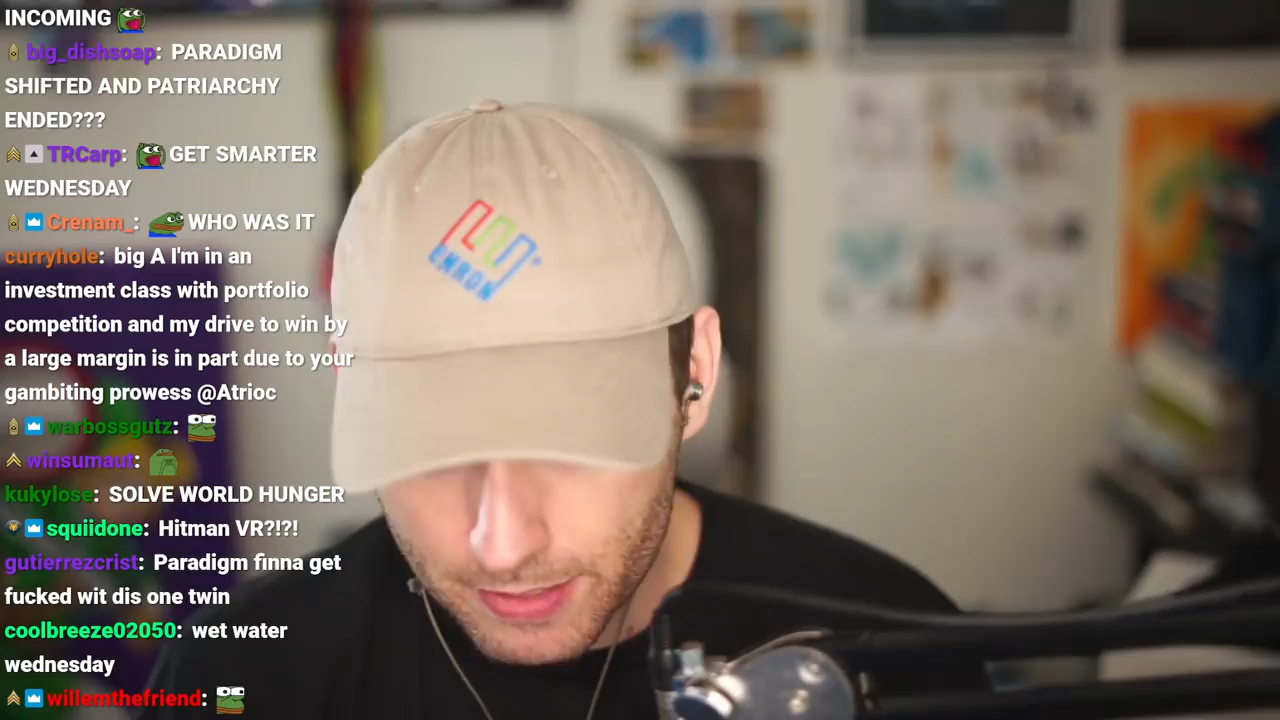 INCOMING
big_dishsoap: PARADIGM
SHIFTED AND PATRIARCHY
ENDED???
TRCarp: GET SMARTER
WEDNESDAY
Crenam_: WHO WAS IT
curryhole: big A I'm in an
investment class with portfolio
competition and my drive to win by
a large margin is in part due to your
gambiting prowess @Atrioc
warbossgutz:
winsumaut:
kukylose: SOLVE WORLD HUNGER
squiidone: Hitman VR?!?!
gutierrezcrist: Paradigm finna get
fucked wit dis one twin
coolbreeze02050: wet water
wednesday
willemthefriend:
ENRON